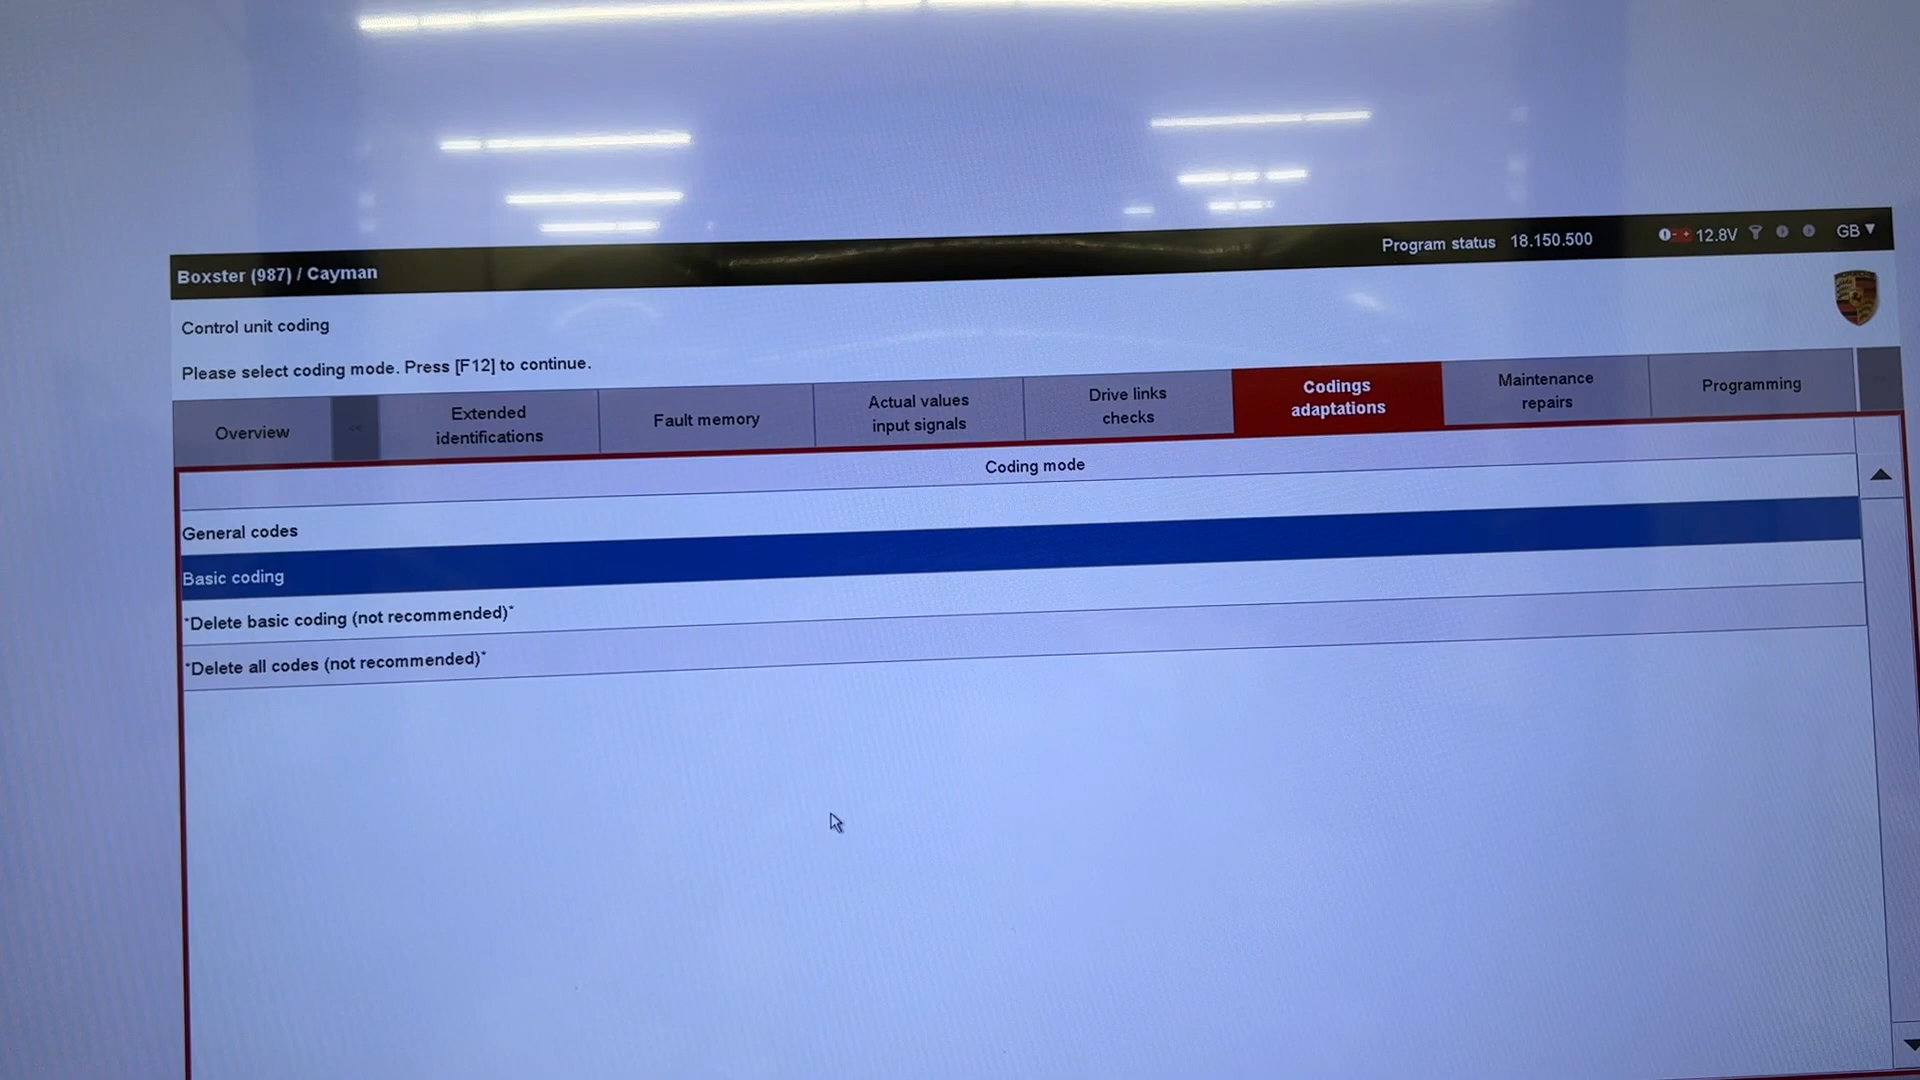 Boxster (987) / Cayman
Program status 18.150.500
12.8V
GB
Control unit coding
Please select coding mode. Press [F12] to continue.
Overview
<<
Extended
identifications
Fault memory
Actual values
input signals
Drive links
checks
Codings
adaptations
Maintenance
repairs
Programming
Coding mode
General codes
Basic coding
"Delete basic coding (not recommended)"
"Delete all codes (not recommended)"